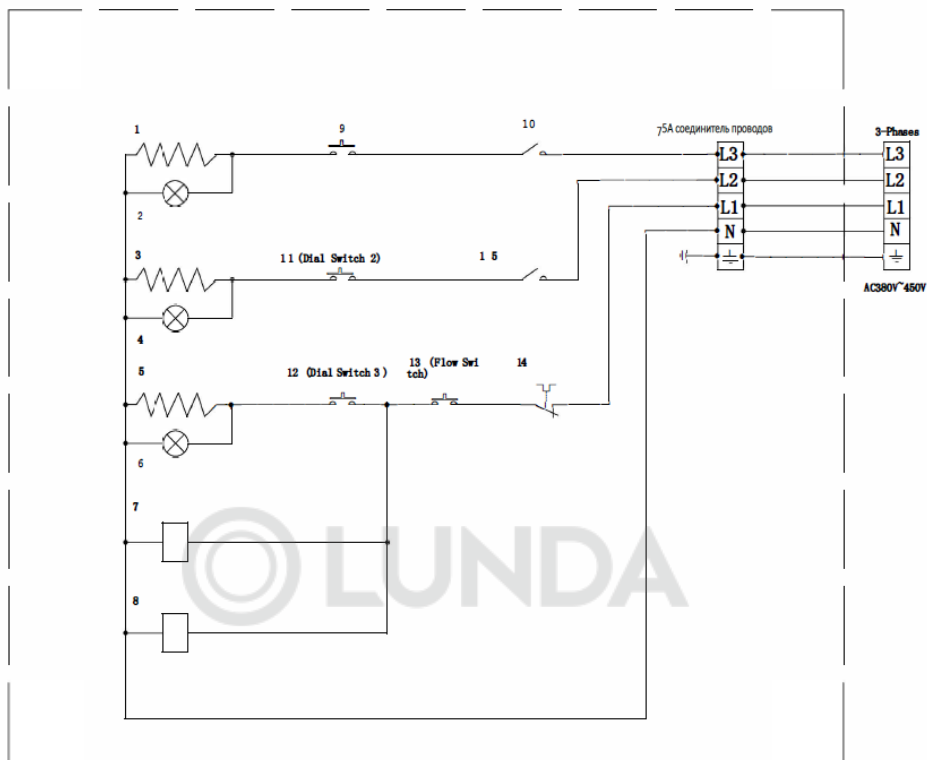 1
9
10
75A соединитель проводов
3-Phases
L3
L3
2
L2
L2
L1
L1
N
N
3
11 (Dial Switch 2)
1 5
AC380V~450V
4
5
12 (Dial Switch 3 )
13 (Flow Swi
tch)
14
6
7
LUNDA
8